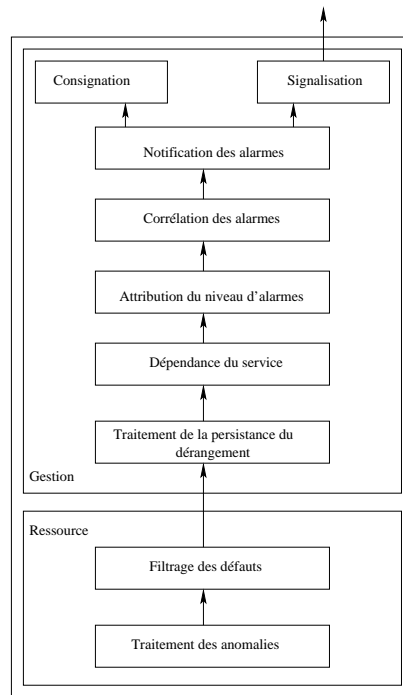 Consignation
Signalisation
Notification des alarmes
Corrélation des alarmes
Attribution du niveau d'alarmes
Dépendance du service
Traitement de la persistance du
dérangement
Gestion
Ressource
Filtrage des défauts
Traitement des anomalies